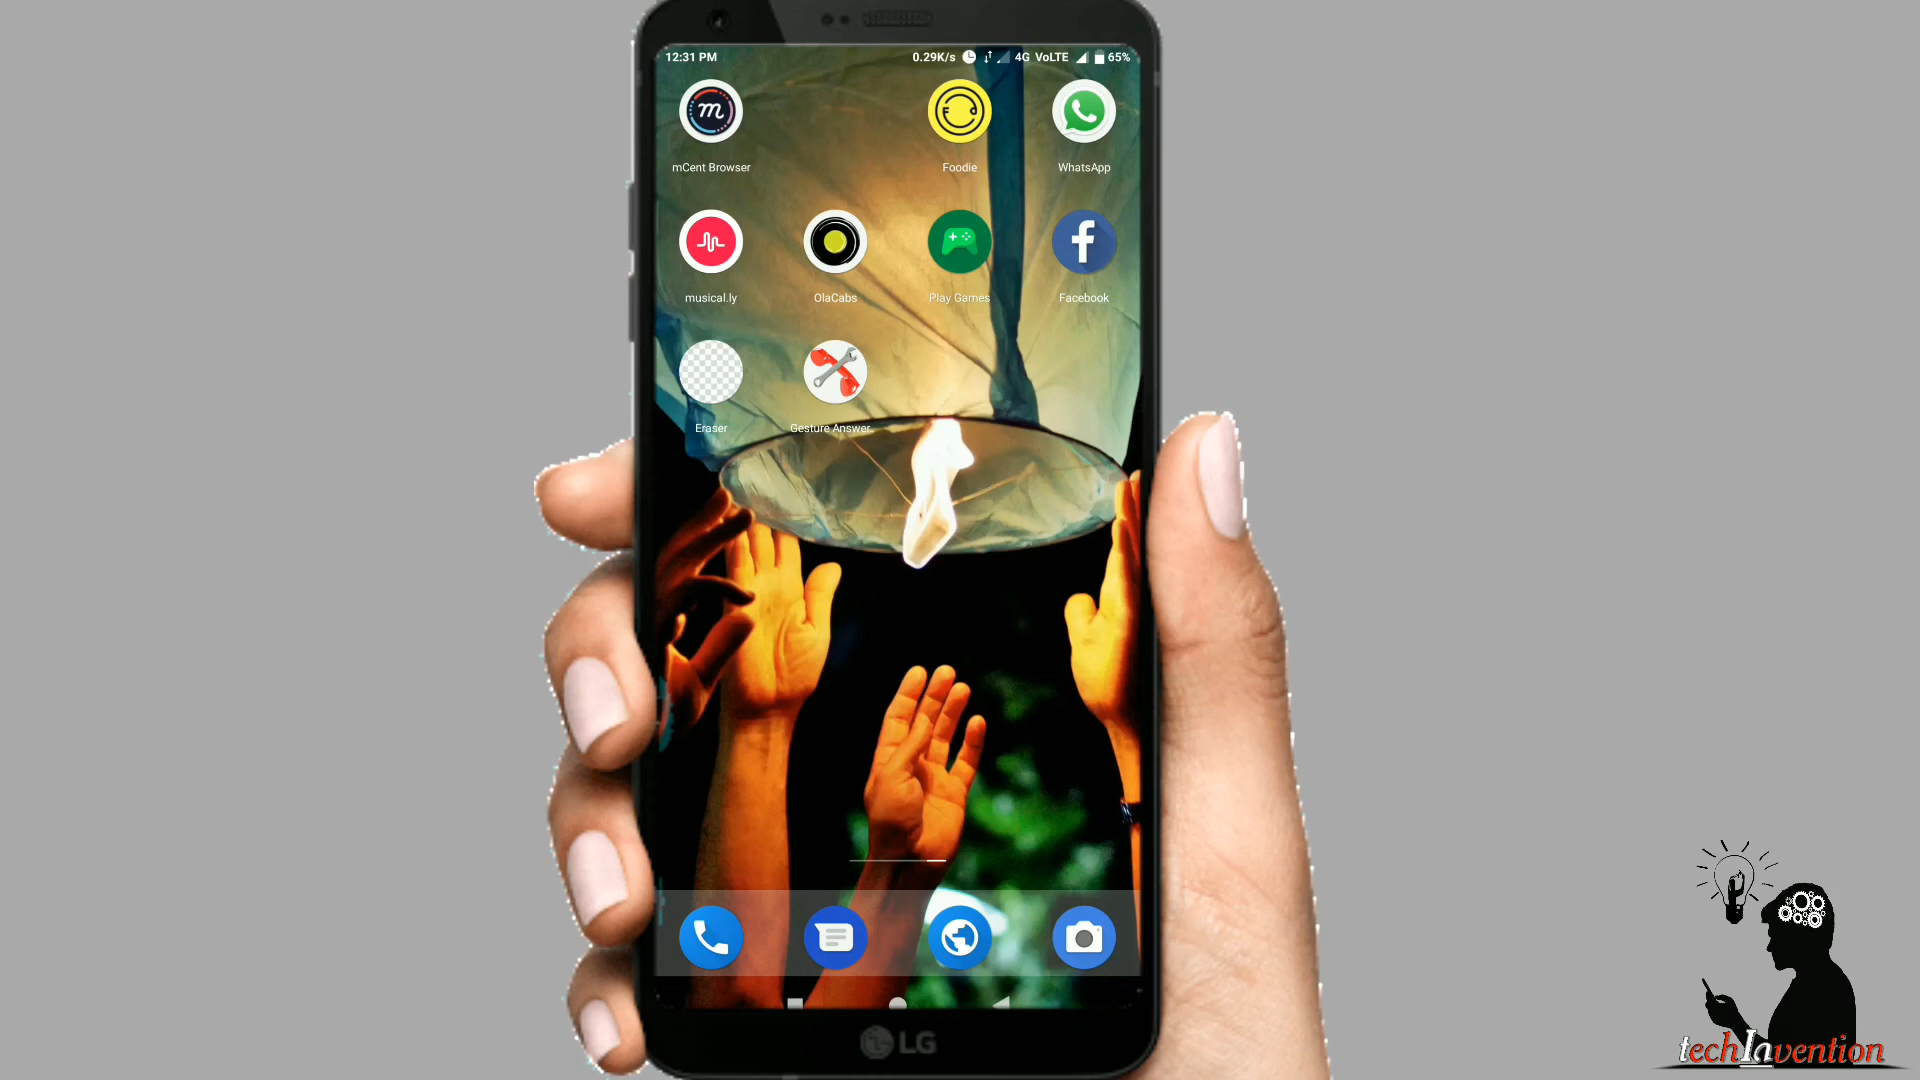 12:31 PM 0.29K/s 4G VoLTE 65%
mCent Browser Foodie WhatsApp
musical.ly OlaCabs Play Games Facebook
Eraser Gesture Answer..
LG
techInvention